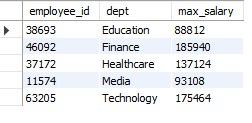 employee_id dept max_salary
38693 Education 88812
46092 Finance 185940
37172 Healthcare 137124
11574 Media 93108
63205 Technology 175464